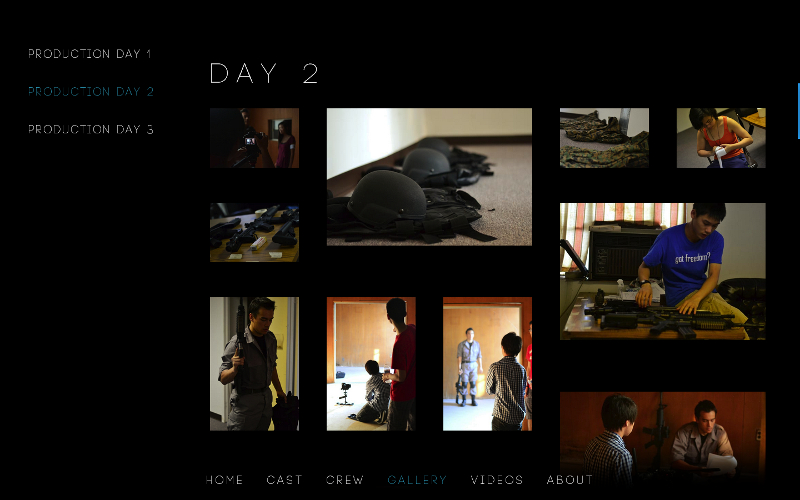 PRODUCTION DAY 1
PRODUCTION DAY 2
PRODUCTION DAY 3
DAY 2
got freedom?
HOME CAST CREW GALLERY VIDEOS ABOUT